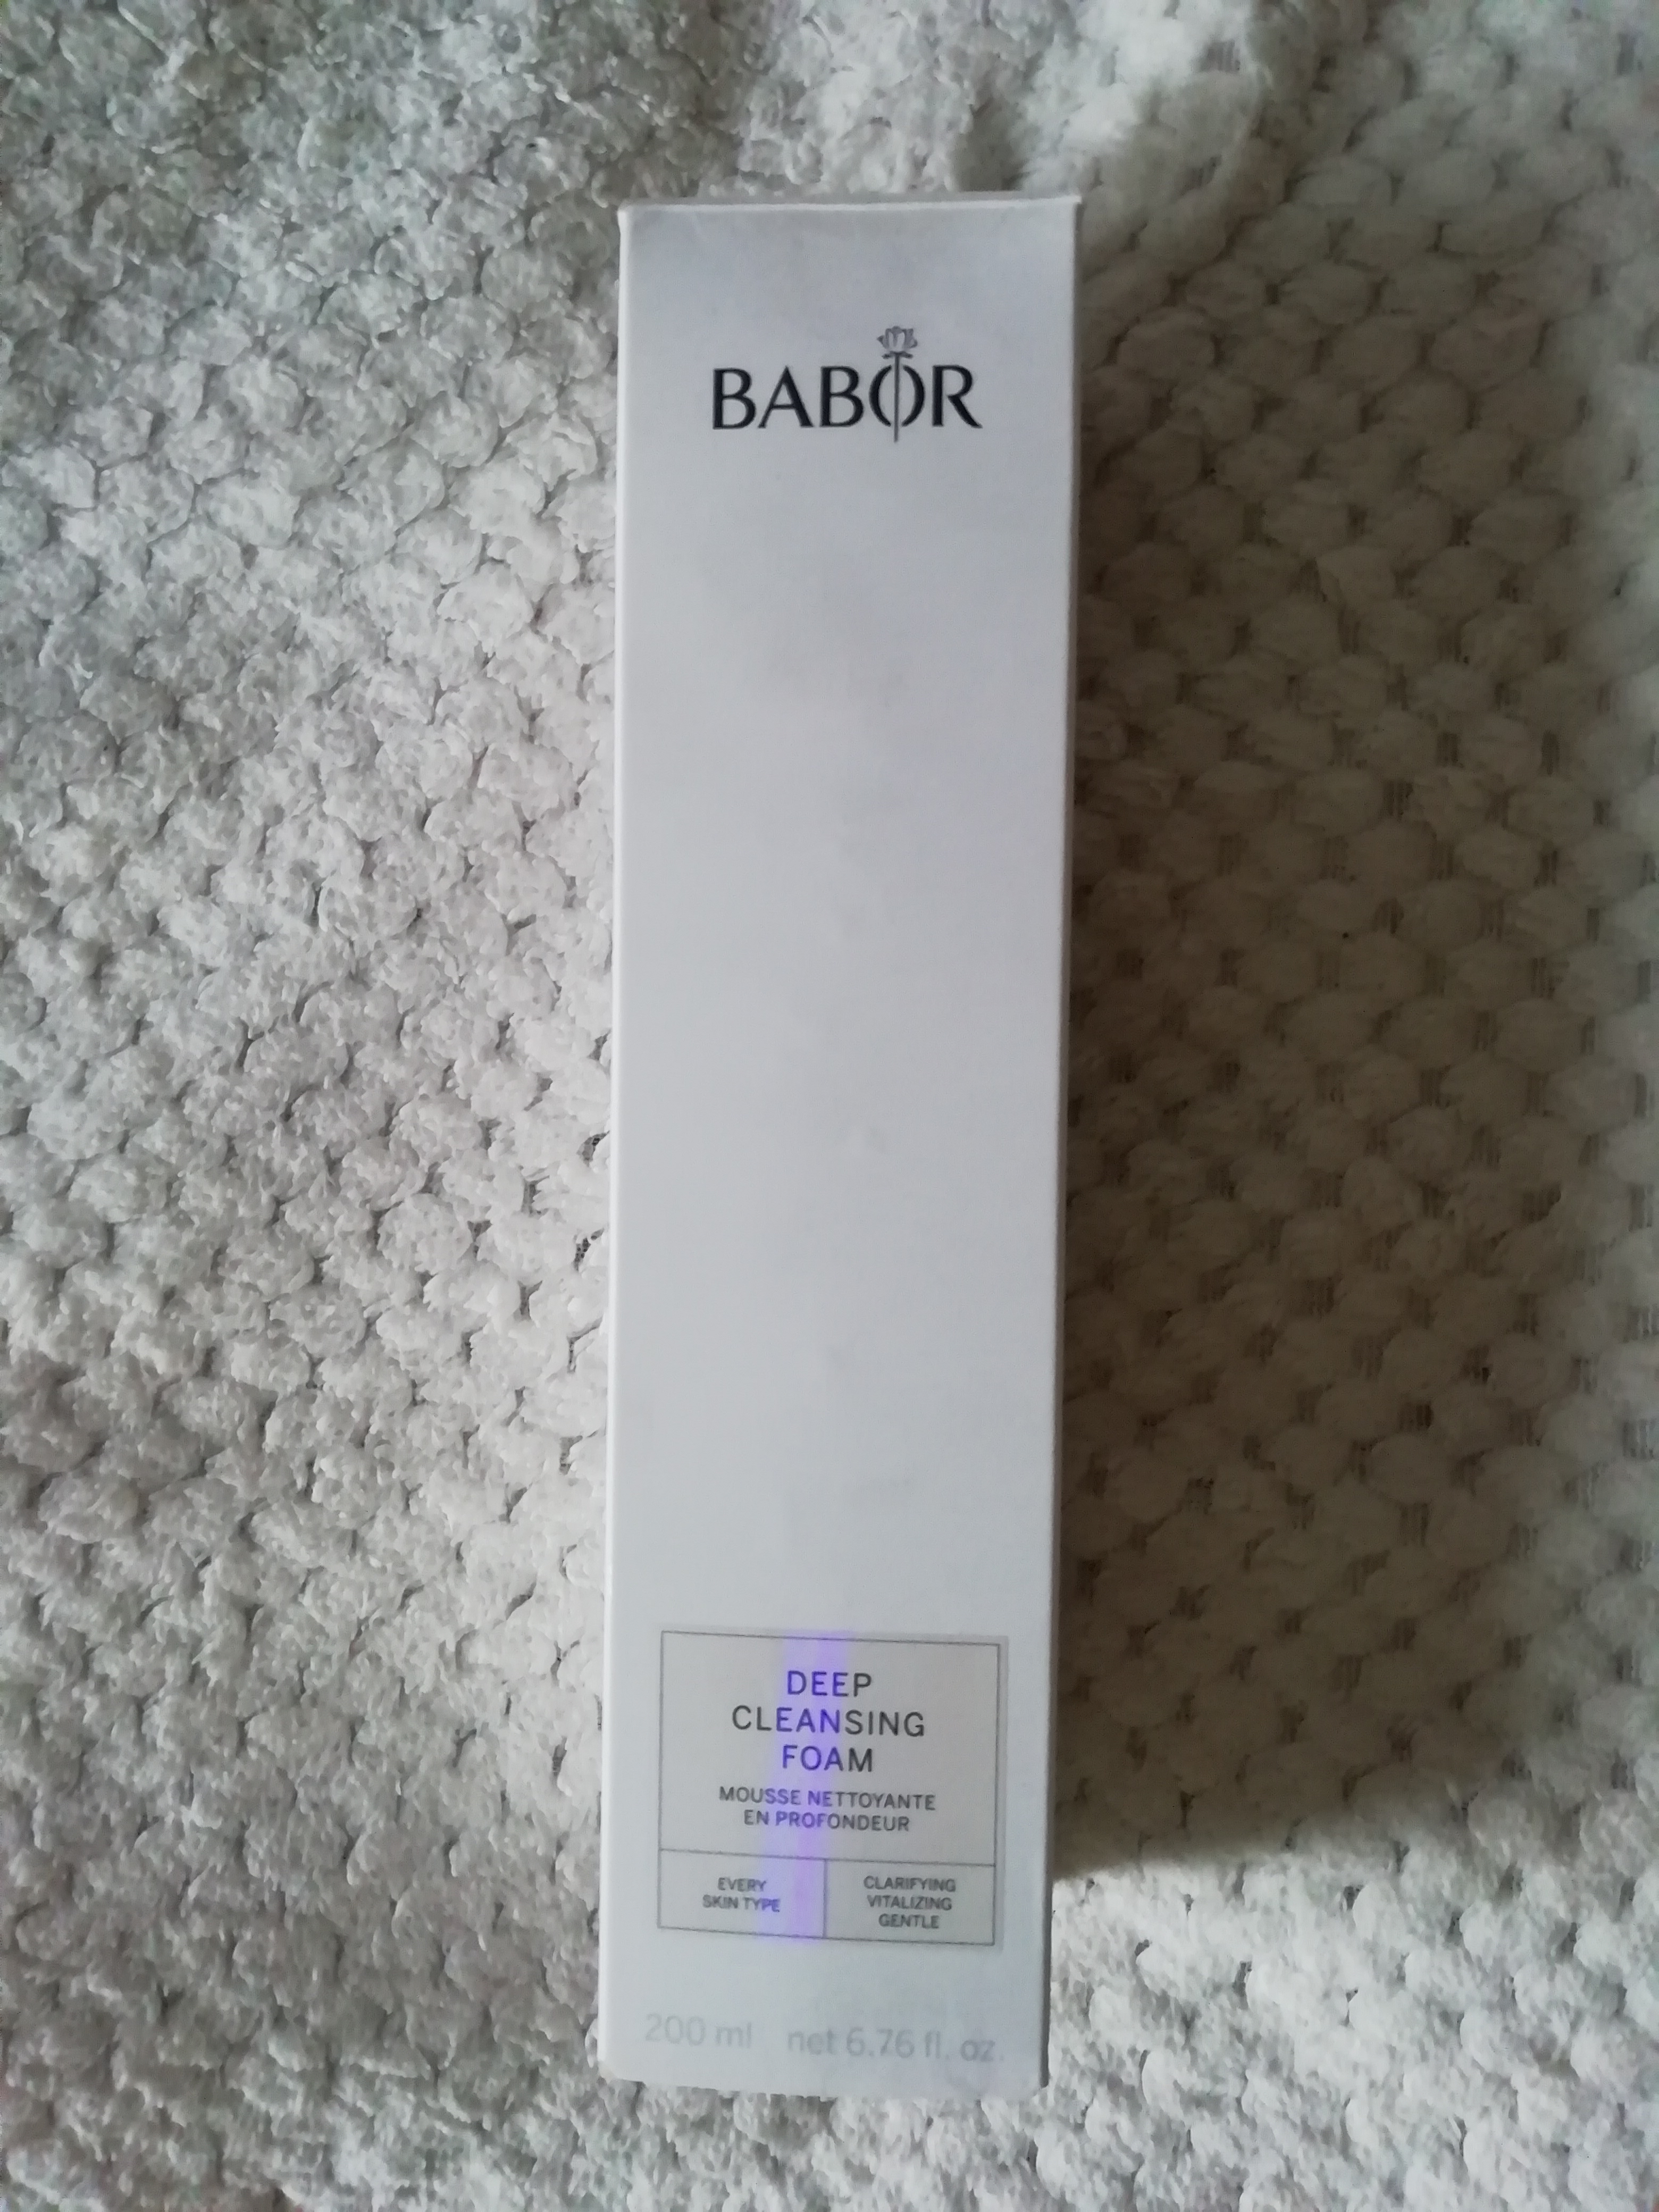 BABOR
DEEP
CLEANSING
FOAM
MOUSSE NETTOYANTE
EN PROFONDEUR
EVERY
SKIN TYPE
CLARIFYING
VITALIZING
GENTLE
200 ml net 6.76 fl. oz.